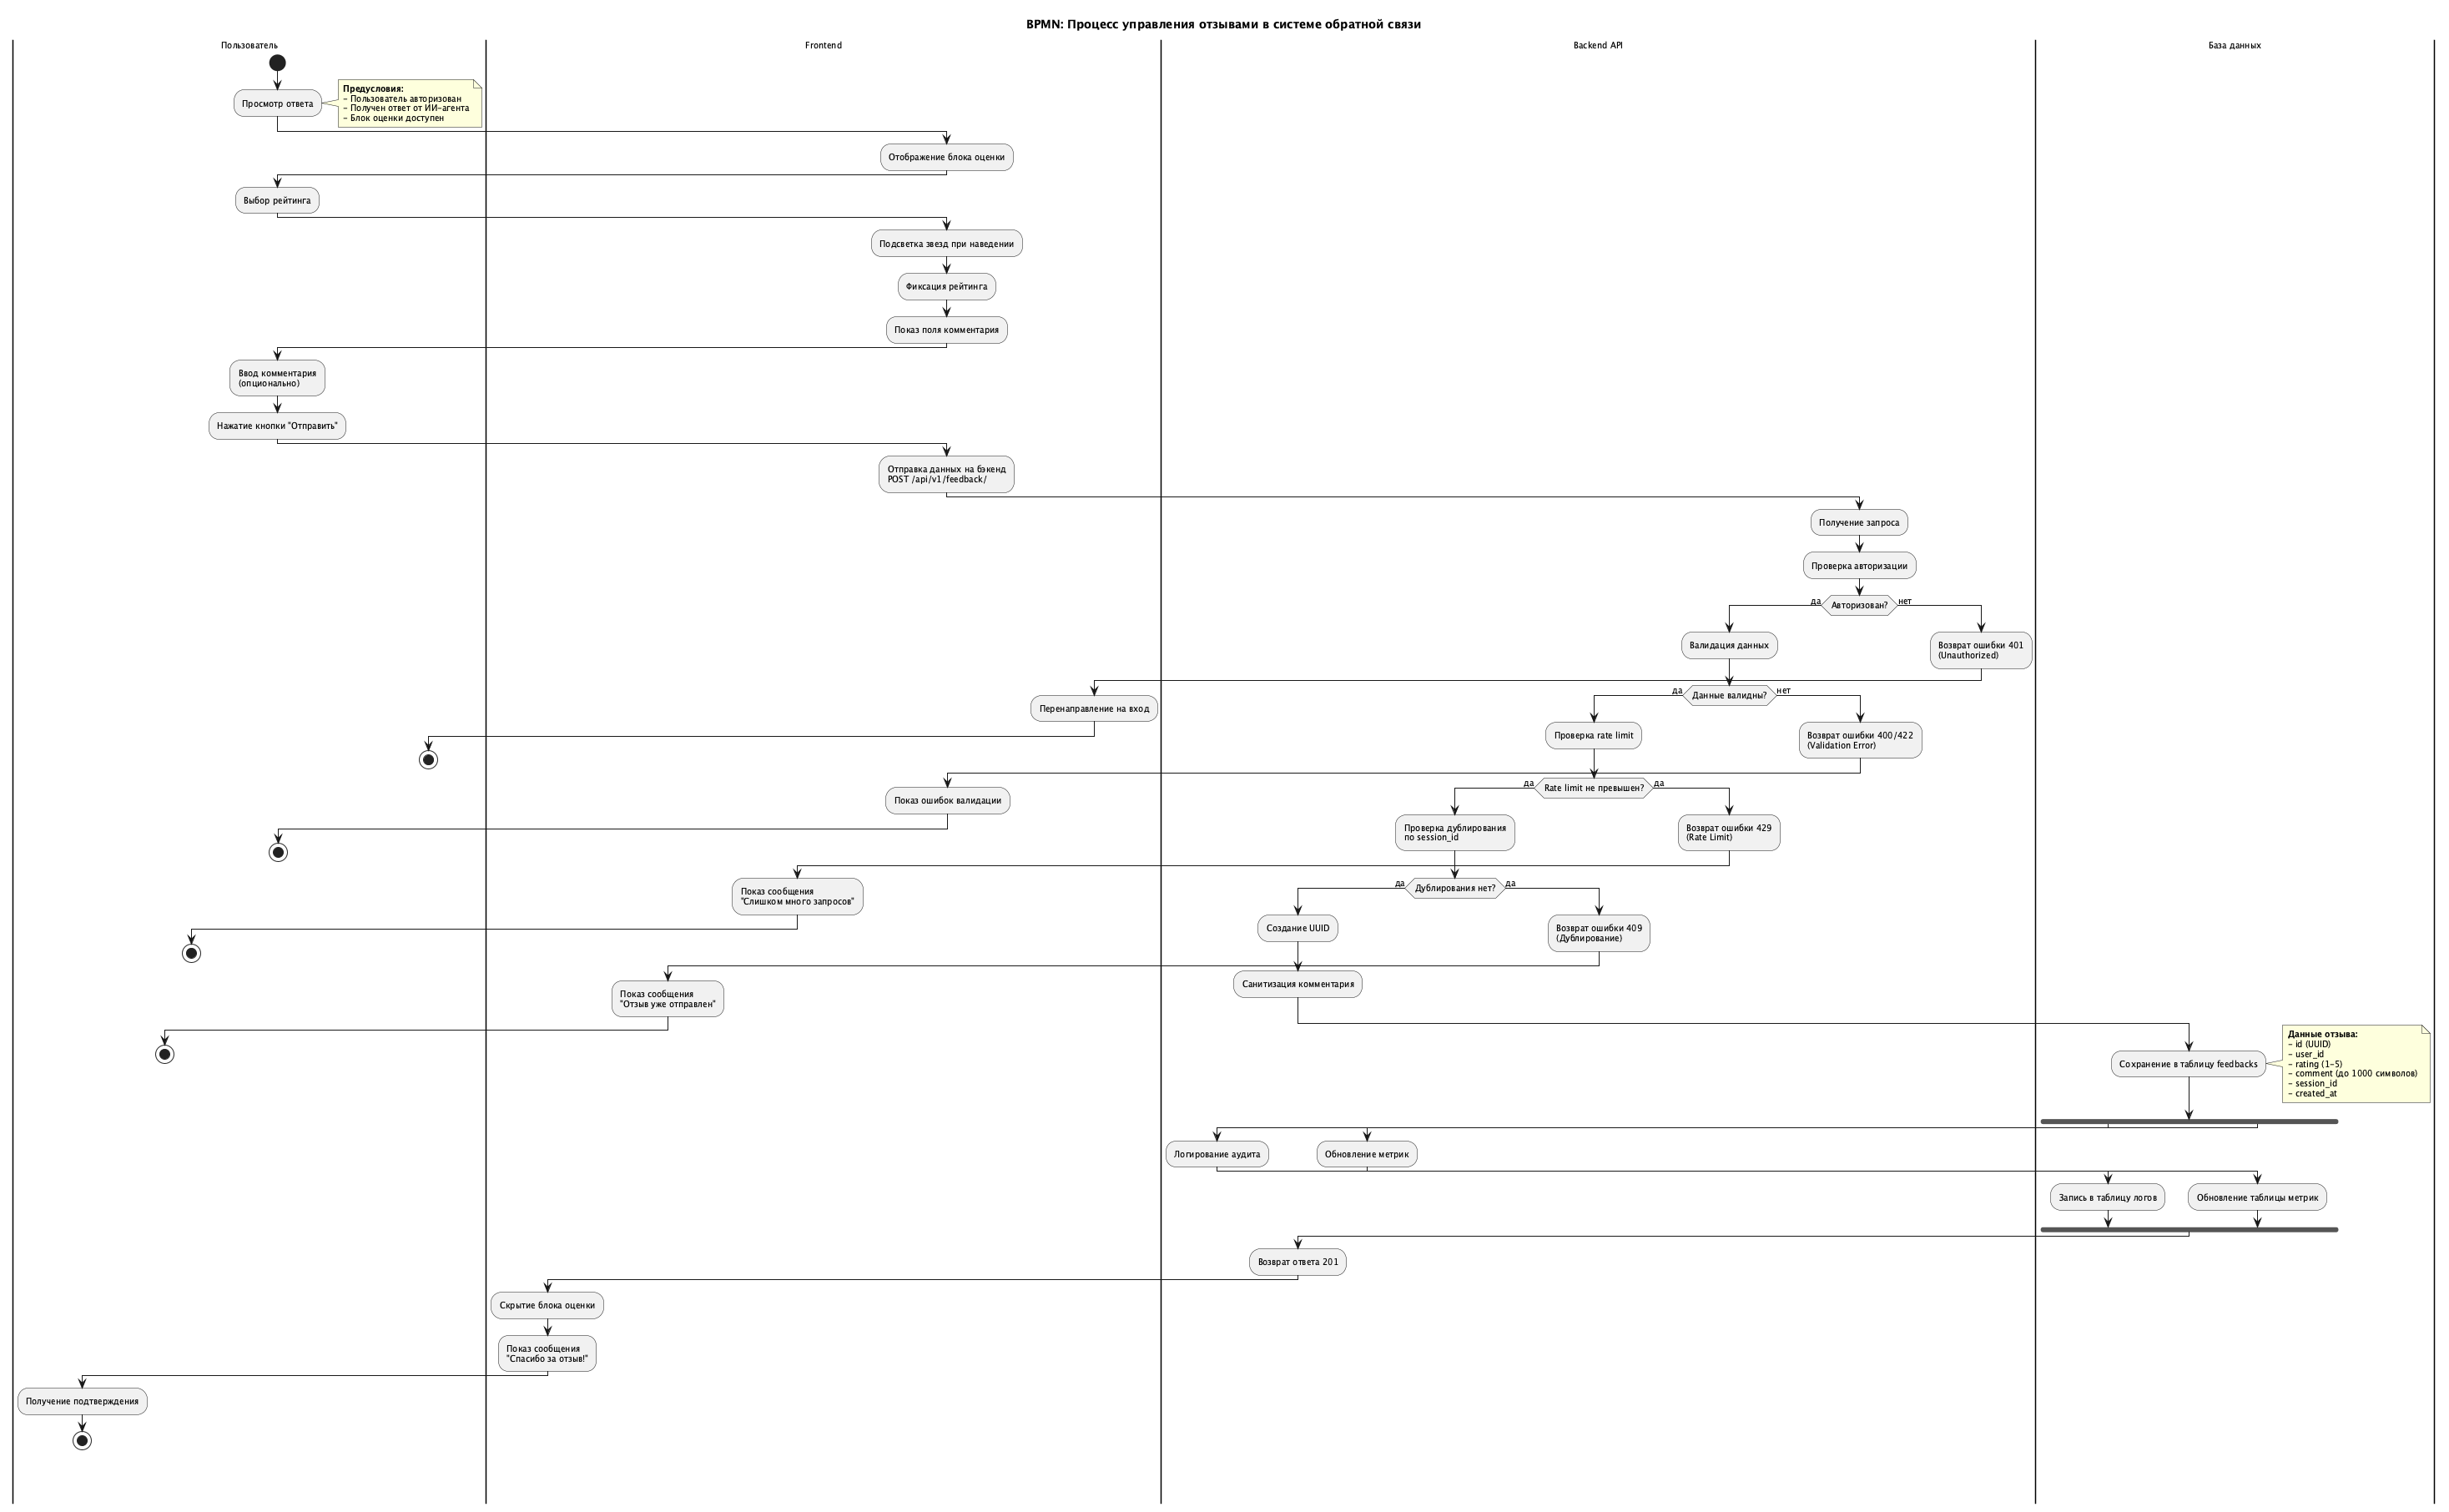 BPMN: Процесс управления отзывами в системе обратной связи
Пользователь
Frontend
Backend API
База данных
Просмотр ответа
Предусловия:
– Пользователь авторизован
– Получен ответ от ИИ-агента
– Блок оценки доступен
Отображение блока оценки
Выбор рейтинга
Подсветка звезд при наведении
Фиксация рейтинга
Показ поля комментария
Ввод комментария
(опционально)
Нажатие кнопки "Отправить"
Отправка данных на бэкенд
POST /api/v1/feedback/
Получение запроса
Проверка авторизации
да
Авторизован?
нет
Валидация данных
Возврат ошибки 401
(Unauthorized)
Перенаправление на вход
да
Данные валидны?
нет
Проверка rate limit
Возврат ошибки 400/422
(Validation Error)
Показ ошибок валидации
да
Rate limit не превышен?
да
Проверка дублирования
по session_id
Возврат ошибки 429
(Rate Limit)
Показ сообщения
"Слишком много запросов"
да
Дублирования нет?
да
Создание UUID
Возврат ошибки 409
(Дублирование)
Показ сообщения
"Отзыв уже отправлен"
Санитизация комментария
Сохранение в таблицу feedbacks
Данные отзыва:
– id (UUID)
– user_id
– rating (1–5)
– comment (до 1000 символов)
– session_id
– created_at
Логирование аудита
Обновление метрик
Запись в таблицу логов
Обновление таблицы метрик
Возврат ответа 201
Скрытие блока оценки
Показ сообщения
"Спасибо за отзыв!"
Получение подтверждения